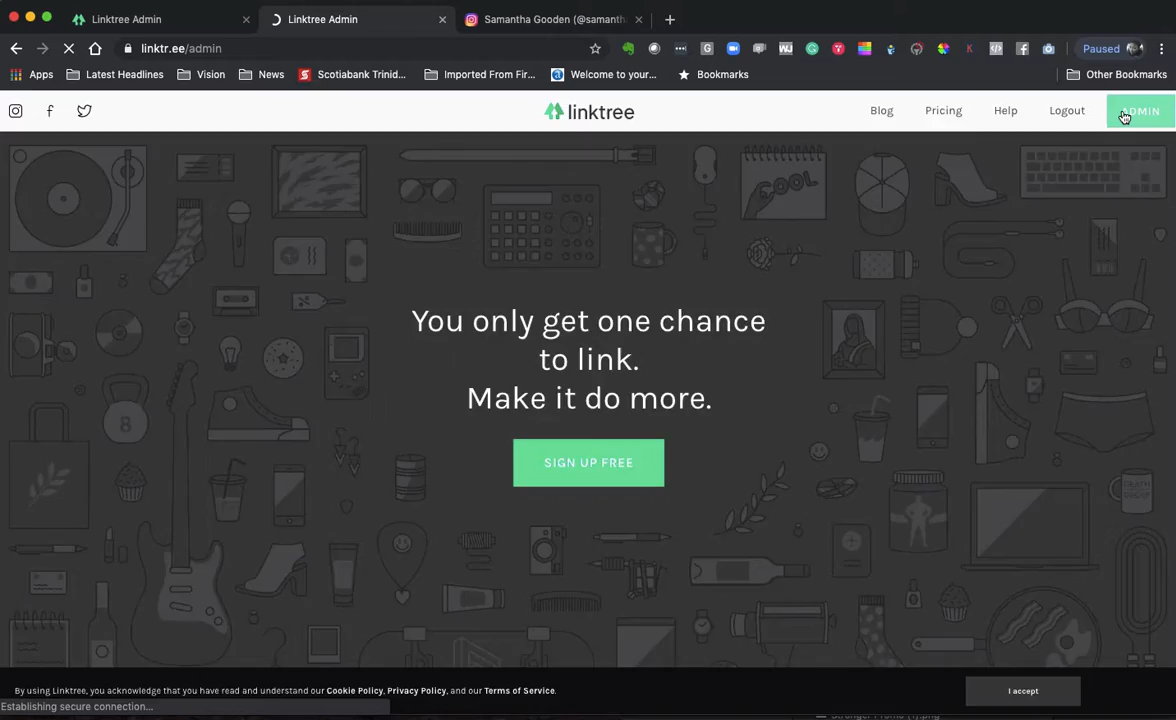 Linktree Admin
Linktree Admin
Samantha Gooden (@samanth
linktr.ee/admin
Paused
Apps
Latest Headlines
Vision
News
Scotiabank Trinid...
Imported From Fir...
Welcome to your...
Bookmarks
Other Bookmarks
linktree
Blog
Pricing
Help
Logout
ADMIN
COOL
You only get one chance
to link.
Make it do more.
SIGN UP FREE
8
By using Linktree, you acknowledge that you have read and understand our Cookie Policy, Privacy Policy, and our Terms of Service.
I accept
Establishing secure connection...